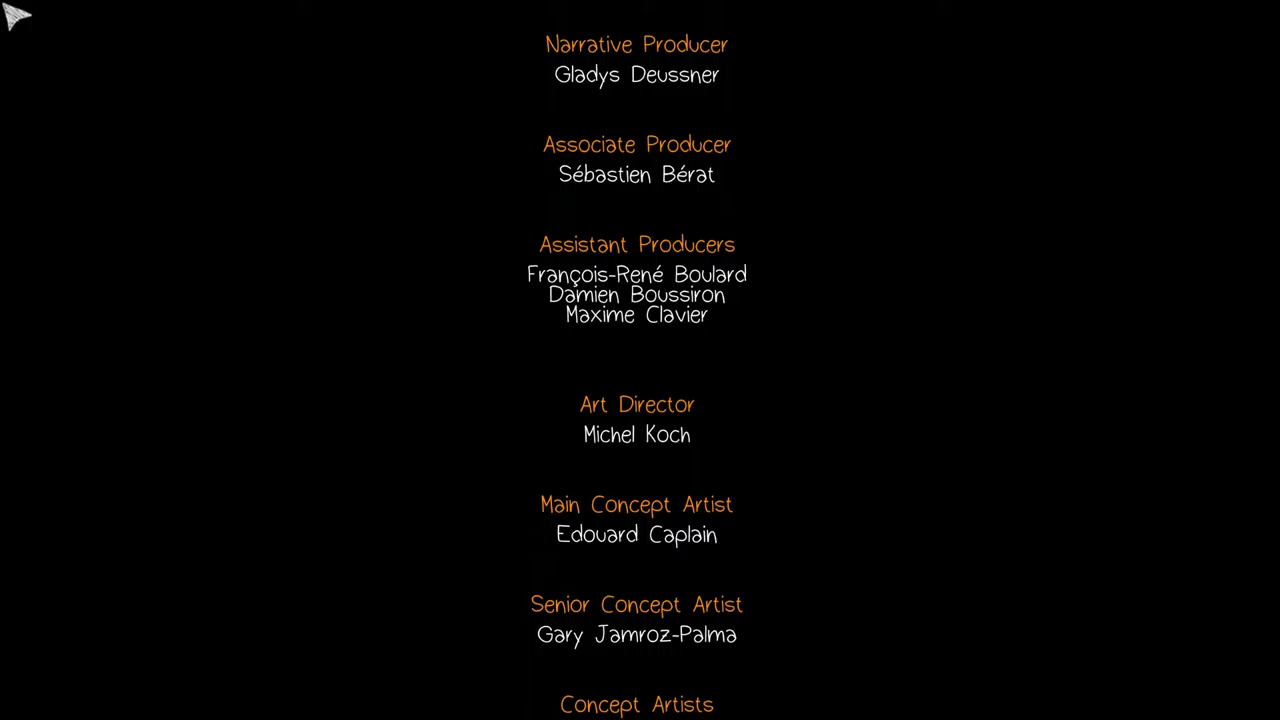 Narrative Producer
Gladys Deussner
Associate Producer
Sébastien Bérat
Assistant Producers
François-René Boulard
Damien Boussiron
Maxime Clavier
Art Director
Michel Koch
Main Concept Artist
Edouard Caplain
Senior Concept Artist
Gary Jamroz-Palma
Concept Artists